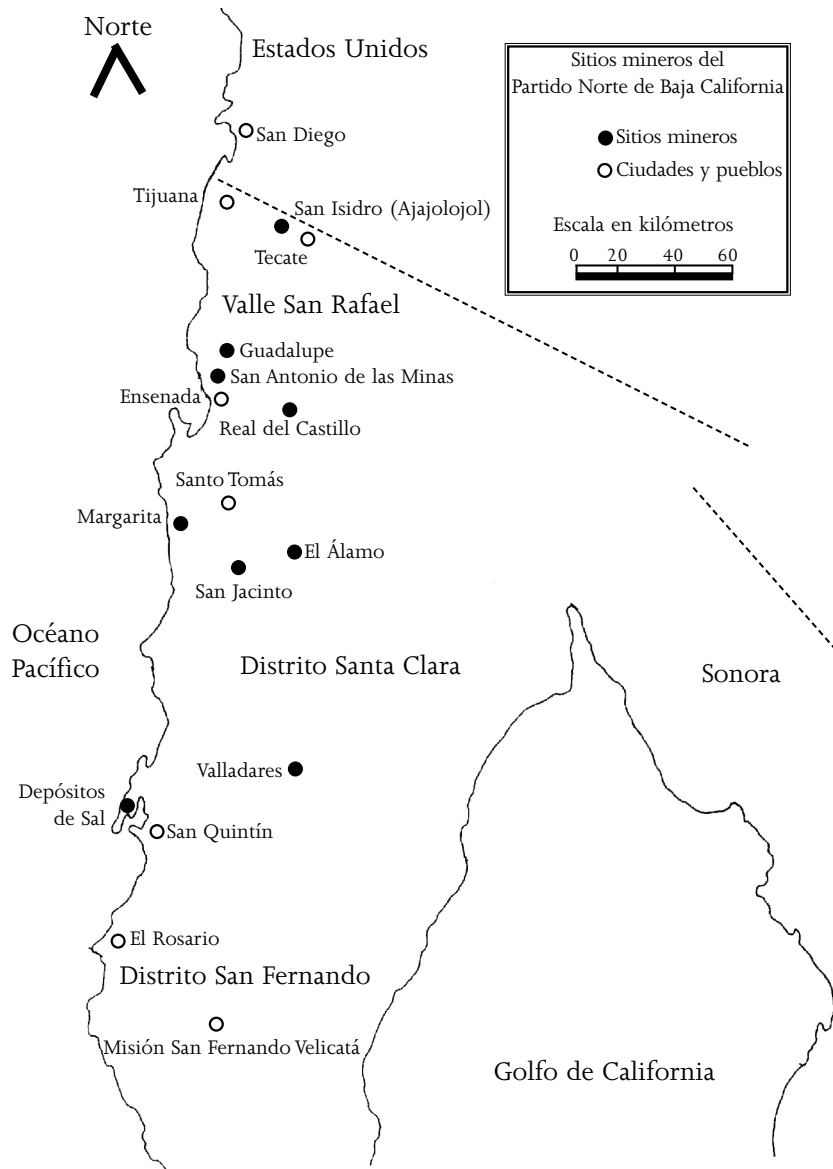 Norte
Estados Unidos
Sitios mineros del
Partido Norte de Baja California
Sitios mineros
Ciudades y pueblos
Escala en kilómetros
0 20 40 60
San Diego
Tijuana
San Isidro (Ajajolojol)
Tecate
Valle San Rafael
Guadalupe
San Antonio de las Minas
Ensenada
Real del Castillo
Santo Tomás
Margarita
El Álamo
San Jacinto
Océano
Pacífico
Distrito Santa Clara
Sonora
Valladares
Depósitos
de Sal
San Quintín
El Rosario
Distrito San Fernando
Misión San Fernando Velicatá
Golfo de California